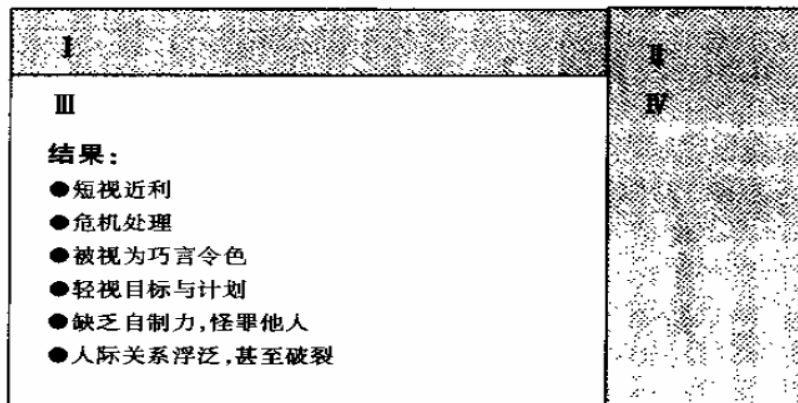 Ⅰ
Ⅱ
Ⅲ
Ⅳ
结果:
●短视近利
●危机处理
●被视为巧言令色
●轻视目标与计划
●缺乏自制力,怪罪他人
●人际关系浮泛,甚至破裂